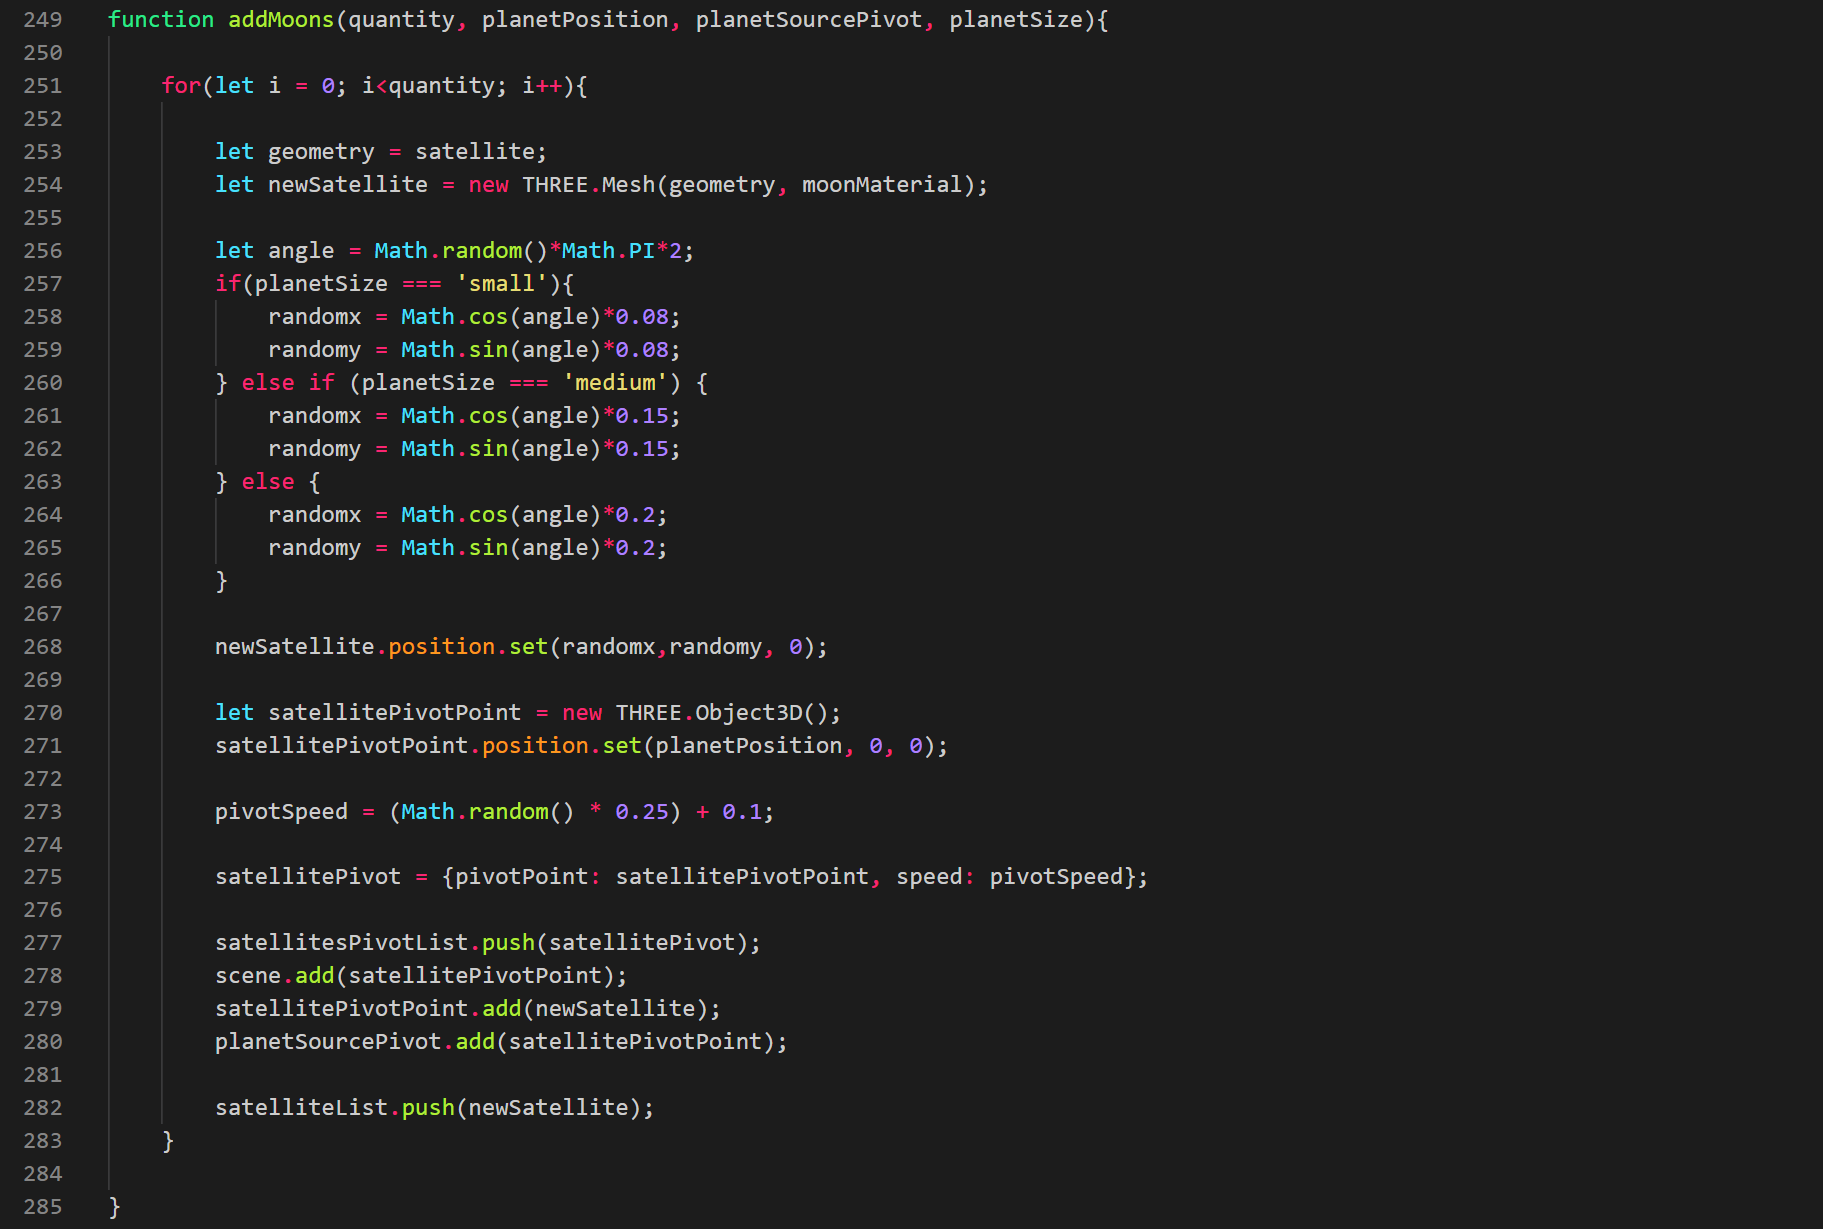 249 function addMoons(quantity, planetPosition, planetSourcePivot, planetSize){
250
251     for(let i = 0; i<quantity; i++){
252
253         let geometry = satellite;
254         let newSatellite = new THREE.Mesh(geometry, moonMaterial);
255
256         let angle = Math.random()*Math.PI*2;
257         if(planetSize === 'small'){
258             randomx = Math.cos(angle)*0.08;
259             randomy = Math.sin(angle)*0.08;
260         } else if (planetSize === 'medium') {
261             randomx = Math.cos(angle)*0.15;
262             randomy = Math.sin(angle)*0.15;
263         } else {
264             randomx = Math.cos(angle)*0.2;
265             randomy = Math.sin(angle)*0.2;
266         }
267
268         newSatellite.position.set(randomx,randomy, 0);
269
270         let satellitePivotPoint = new THREE.Object3D();
271         satellitePivotPoint.position.set(planetPosition, 0, 0);
272
273         pivotSpeed = (Math.random() * 0.25) + 0.1;
274
275         satellitePivot = {pivotPoint: satellitePivotPoint, speed: pivotSpeed};
276
277         satellitesPivotList.push(satellitePivot);
278         scene.add(satellitePivotPoint);
279         satellitePivotPoint.add(newSatellite);
280         planetSourcePivot.add(satellitePivotPoint);
281
282         satelliteList.push(newSatellite);
283     }
284
285 }